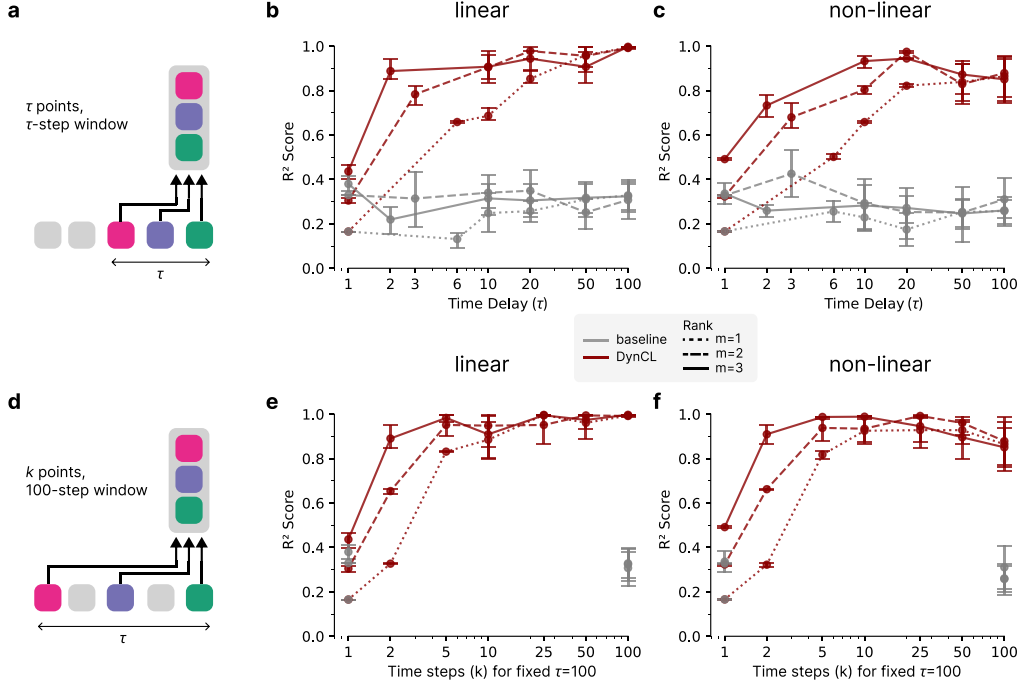 a
τ points,
τ-step window
τ
b
linear
R² Score
1.0
0.8
0.6
0.4
0.2
0.0
1
2
3
6
10
20
50
100
Time Delay (τ)
c
non-linear
R² Score
1.0
0.8
0.6
0.4
0.2
0.0
1
2
3
6
10
20
50
100
Time Delay (τ)
baseline
DynCL
Rank
m=1
m=2
m=3
d
k points,
100-step window
τ
e
linear
R² Score
1.0
0.8
0.6
0.4
0.2
0.0
1
2
5
10
25
50
100
Time steps (k) for fixed τ=100
f
non-linear
R² Score
1.0
0.8
0.6
0.4
0.2
0.0
1
2
5
10
25
50
100
Time steps (k) for fixed τ=100